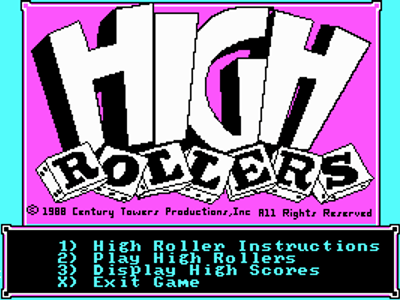 HIGH
ROLLERS
© 1988 Century Towers Productions,Inc All Rights Reserved
1) High Roller Instructions
2) Play High Rollers
3) Display High Scores
X) Exit Game